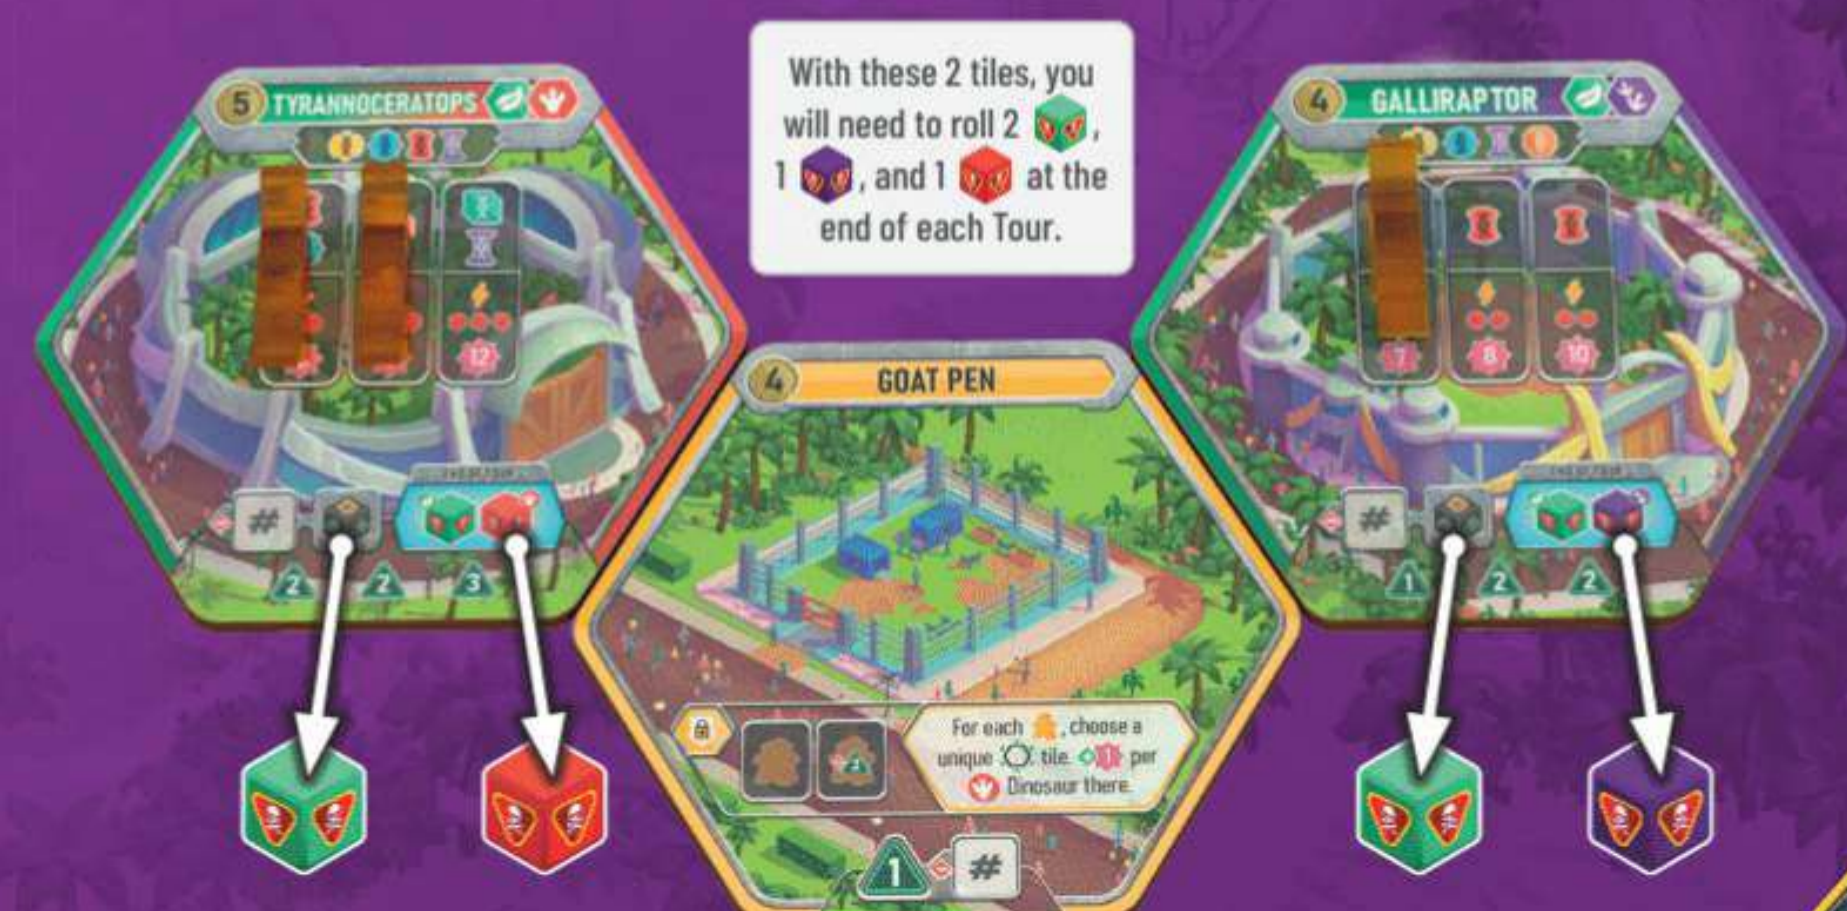 With these 2 tiles, you
will need to roll 2 ,
1 , and 1 at the
end of each Tour.
5 TYRANNOCERATOPS
12
#
2 2 3
4 GALLIRAPTOR
7 8 10
#
1 2 2
4 GOAT PEN
For each , choose a
unique tile. 1 per
Dinosaur there.
1 #